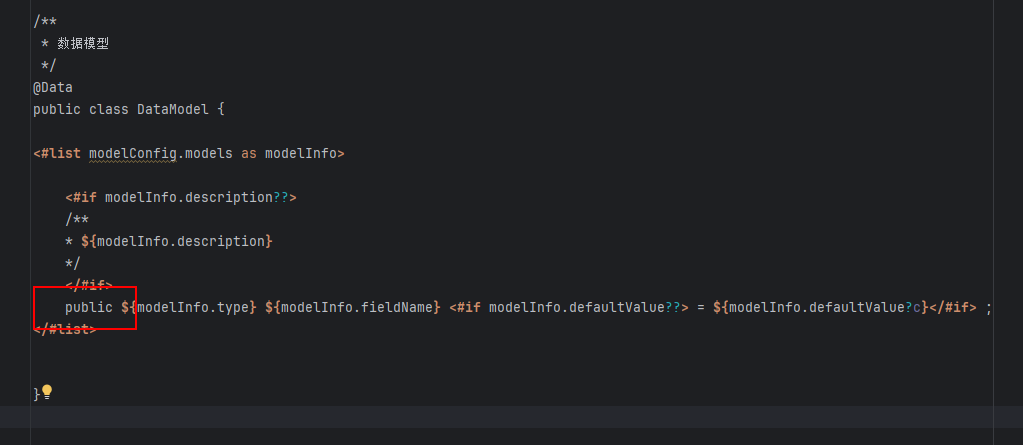 /**
 * 数据模型
 */
@Data
public class DataModel {
<#list modelConfig.models as modelInfo>
    <#if modelInfo.description??>
    /**
    * ${modelInfo.description}
    */
    </#if>
    public ${modelInfo.type} ${modelInfo.fieldName} <#if modelInfo.defaultValue??> = ${modelInfo.defaultValue?c}</#if> ;
</#list>
}